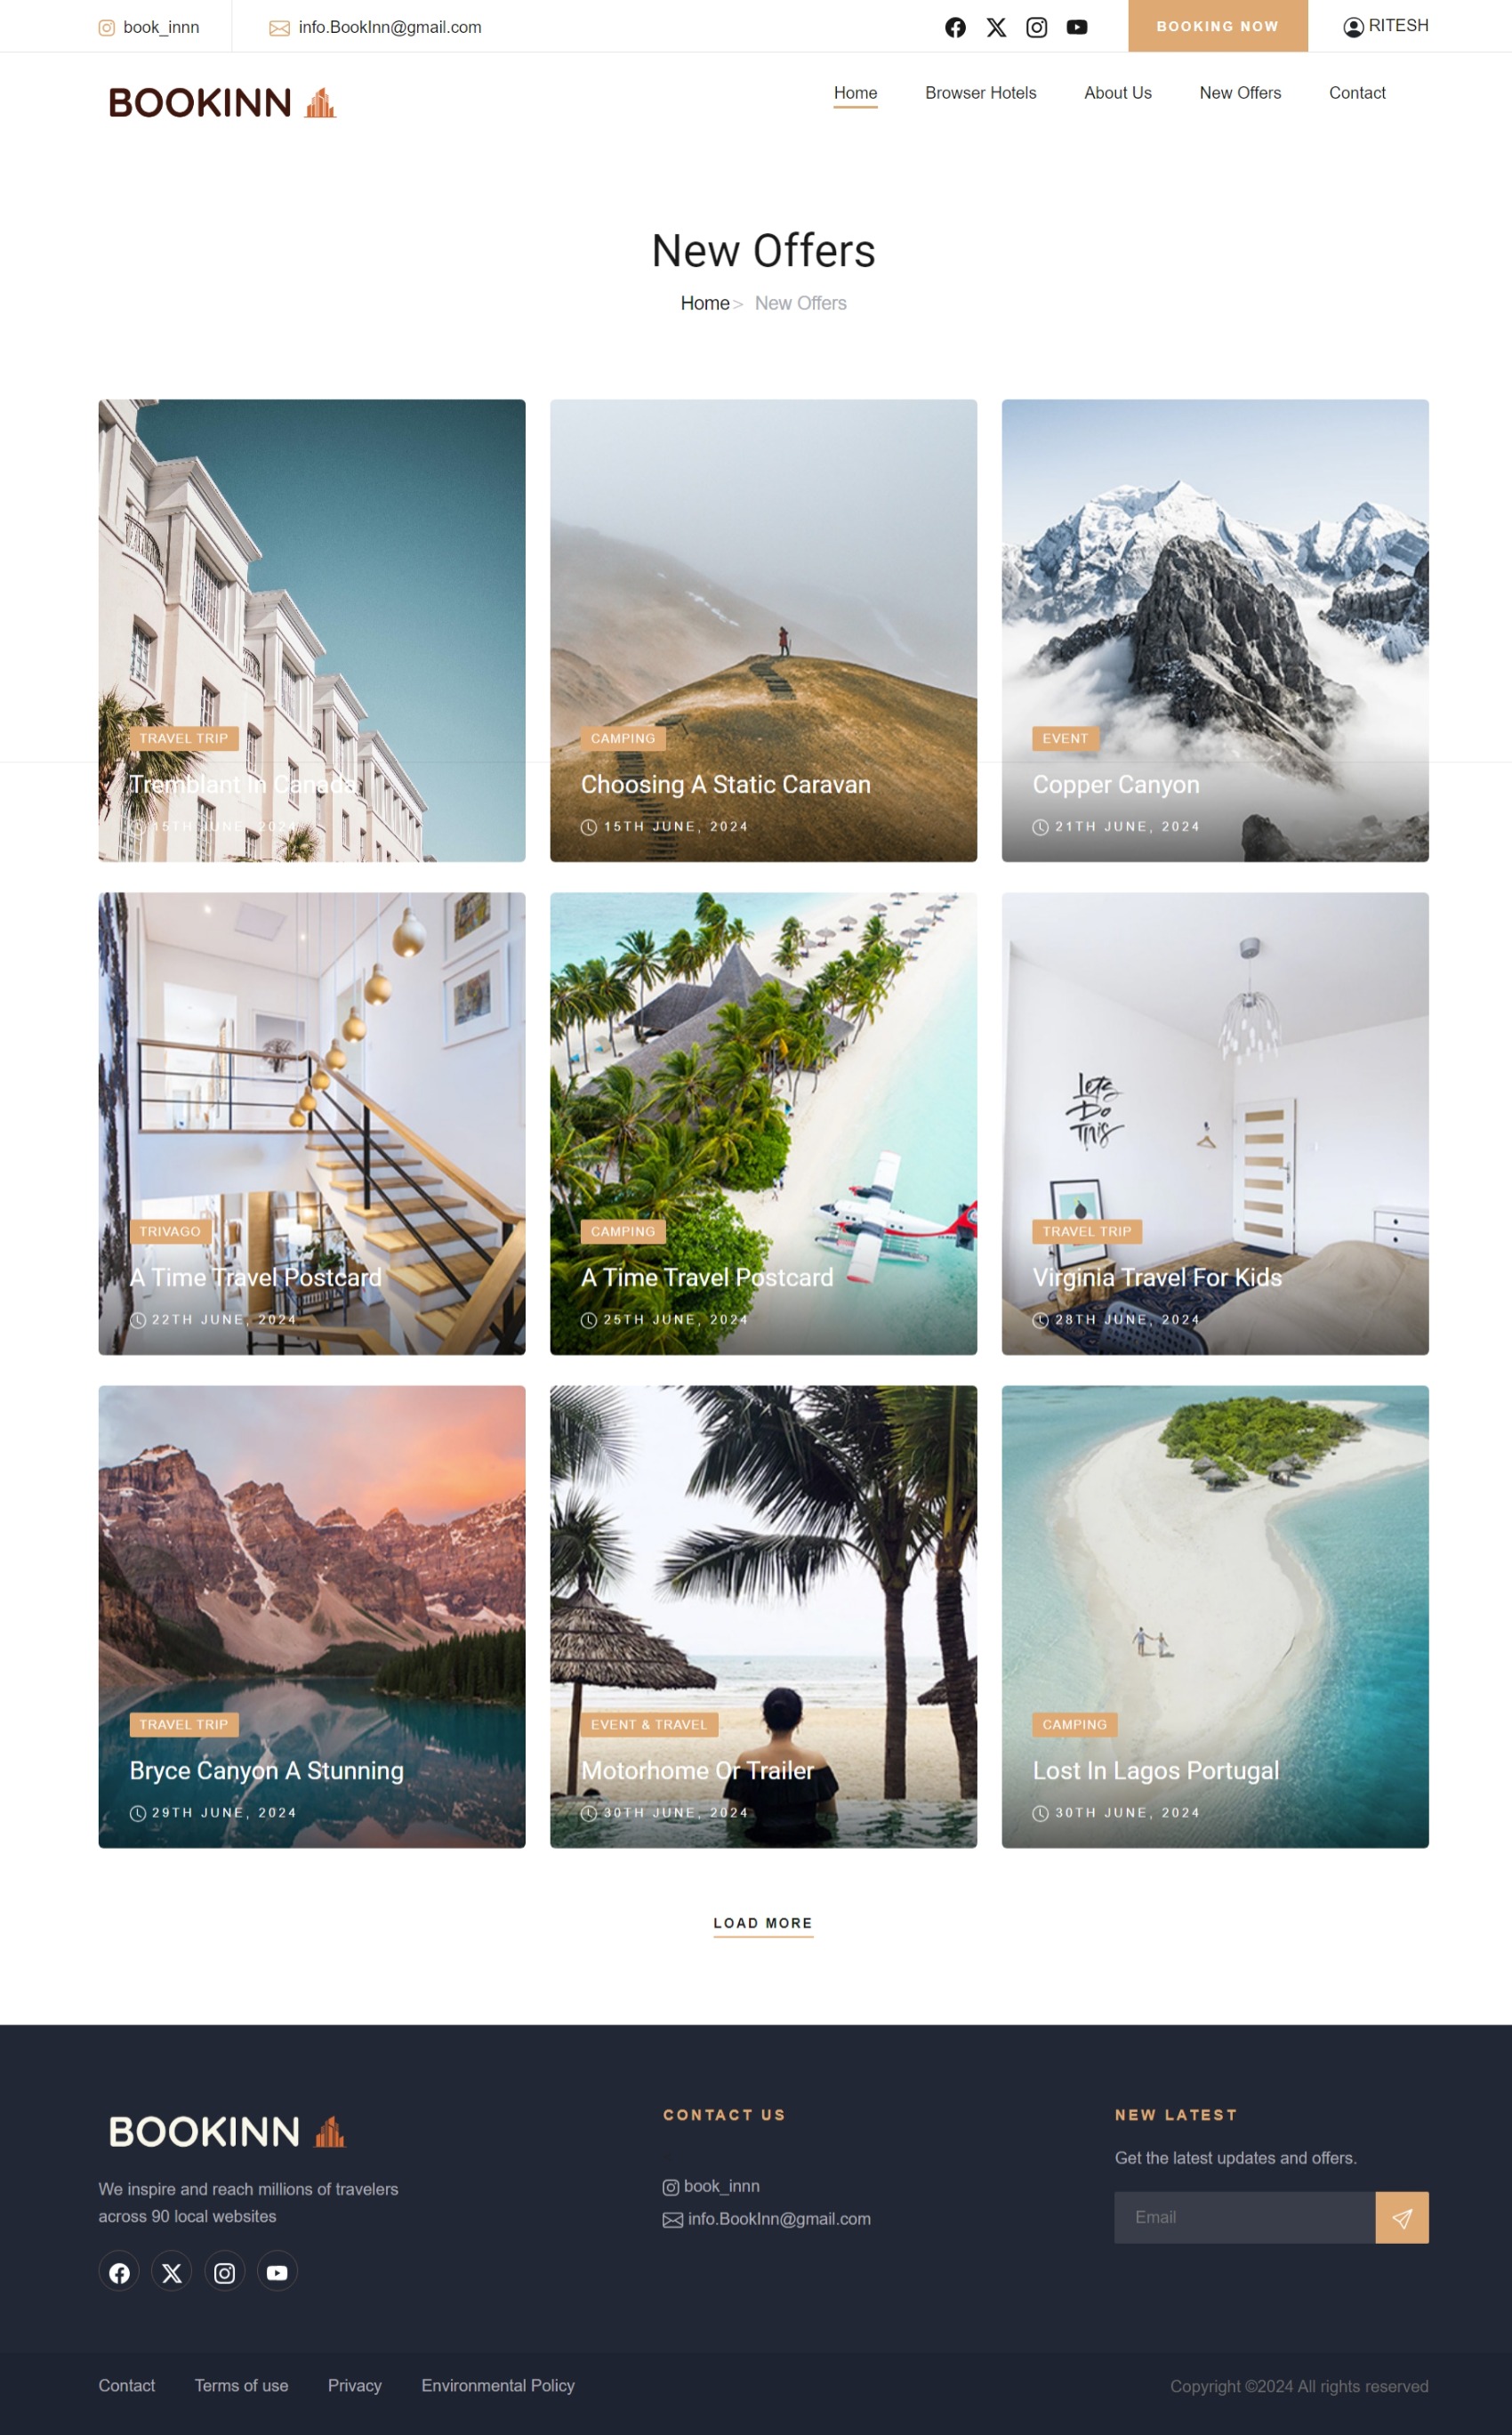 book_innn
info.BookInn@gmail.com
BOOKING NOW
RITESH
BOOKINN
Home
Browser Hotels
About Us
New Offers
Contact
New Offers
Home > New Offers
TRAVEL TRIP
Tremblant In Canada
15TH JUNE, 2024
CAMPING
Choosing A Static Caravan
15TH JUNE, 2024
EVENT
Copper Canyon
21TH JUNE, 2024
TRIVAGO
A Time Travel Postcard
22TH JUNE, 2024
CAMPING
A Time Travel Postcard
25TH JUNE, 2024
Lets
Do
This
TRAVEL TRIP
Virginia Travel For Kids
28TH JUNE, 2024
TRAVEL TRIP
Bryce Canyon A Stunning
29TH JUNE, 2024
EVENT & TRAVEL
Motorhome Or Trailer
30TH JUNE, 2024
CAMPING
Lost In Lagos Portugal
30TH JUNE, 2024
LOAD MORE
BOOKINN
We inspire and reach millions of travelers
across 90 local websites
CONTACT US
book_innn
info.BookInn@gmail.com
NEW LATEST
Get the latest updates and offers.
Email
Contact
Terms of use
Privacy
Environmental Policy
Copyright ©2024 All rights reserved